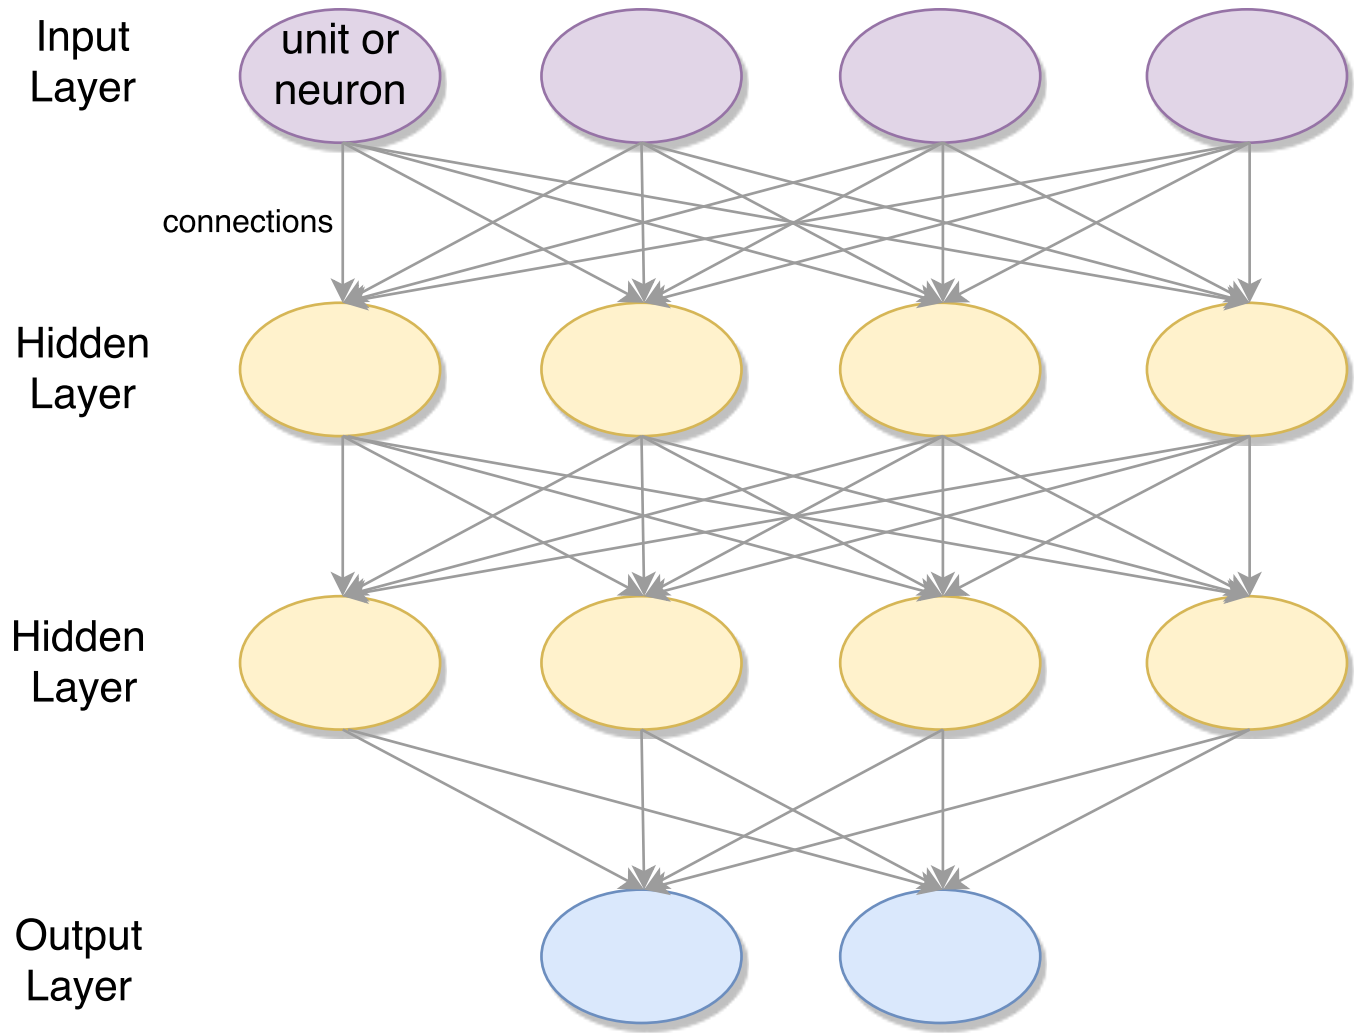 Input
Layer
unit or
neuron
connections
Hidden
Layer
Hidden
Layer
Output
Layer